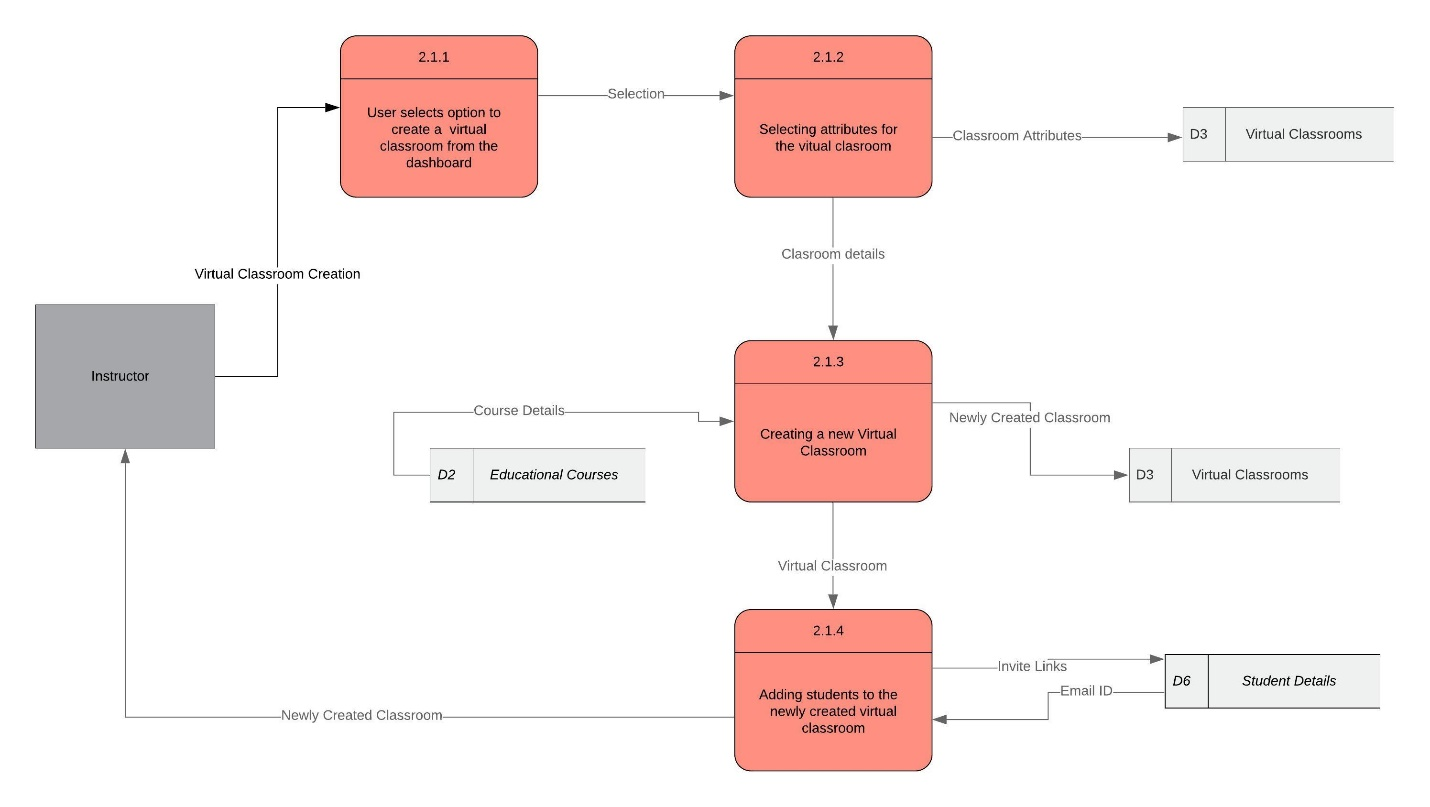 2.1.1
User selects option to
create a virtual
classroom from the
dashboard
Selection
2.1.2
Selecting attributes for
the vitual clasroom
Classroom Attributes
D3
Virtual Classrooms
Virtual Classroom Creation
Clasroom details
Instructor
2.1.3
Creating a new Virtual
Classroom
Course Details
D2
Educational Courses
Newly Created Classroom
D3
Virtual Classrooms
Virtual Classroom
2.1.4
Adding students to the
newly created virtual
classroom
Invite Links
Email ID
D6
Student Details
Newly Created Classroom